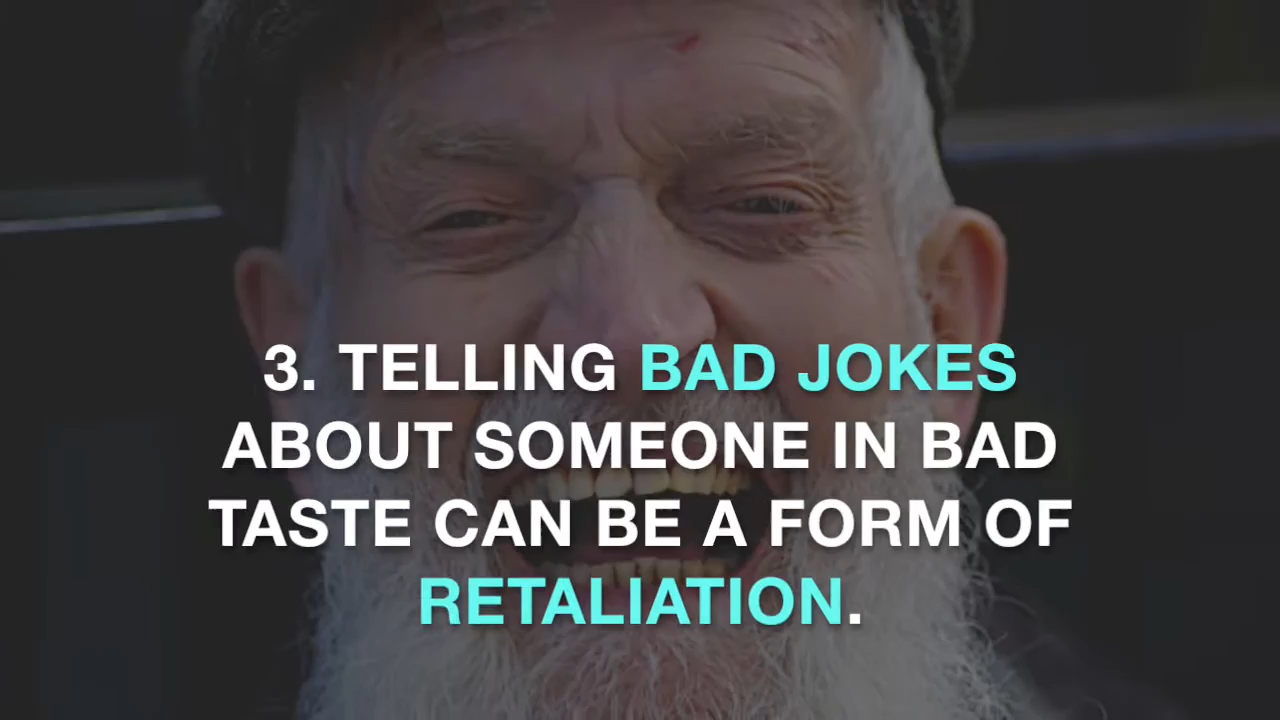 3. TELLING BAD JOKES
ABOUT SOMEONE IN BAD
TASTE CAN BE A FORM OF
RETALIATION.